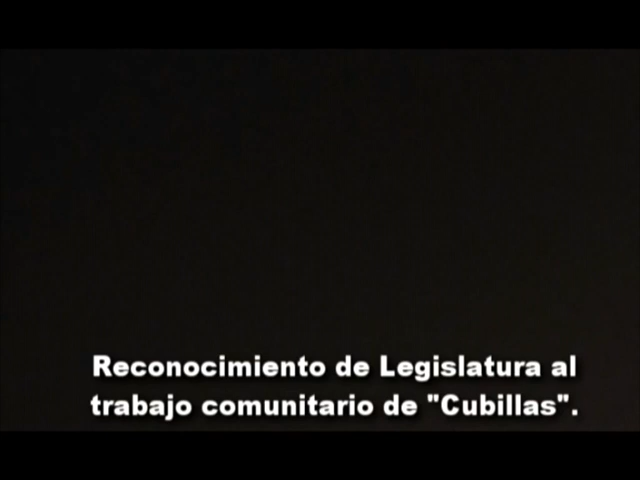 Reconocimiento de Legislatura al
trabajo comunitario de "Cubillas".